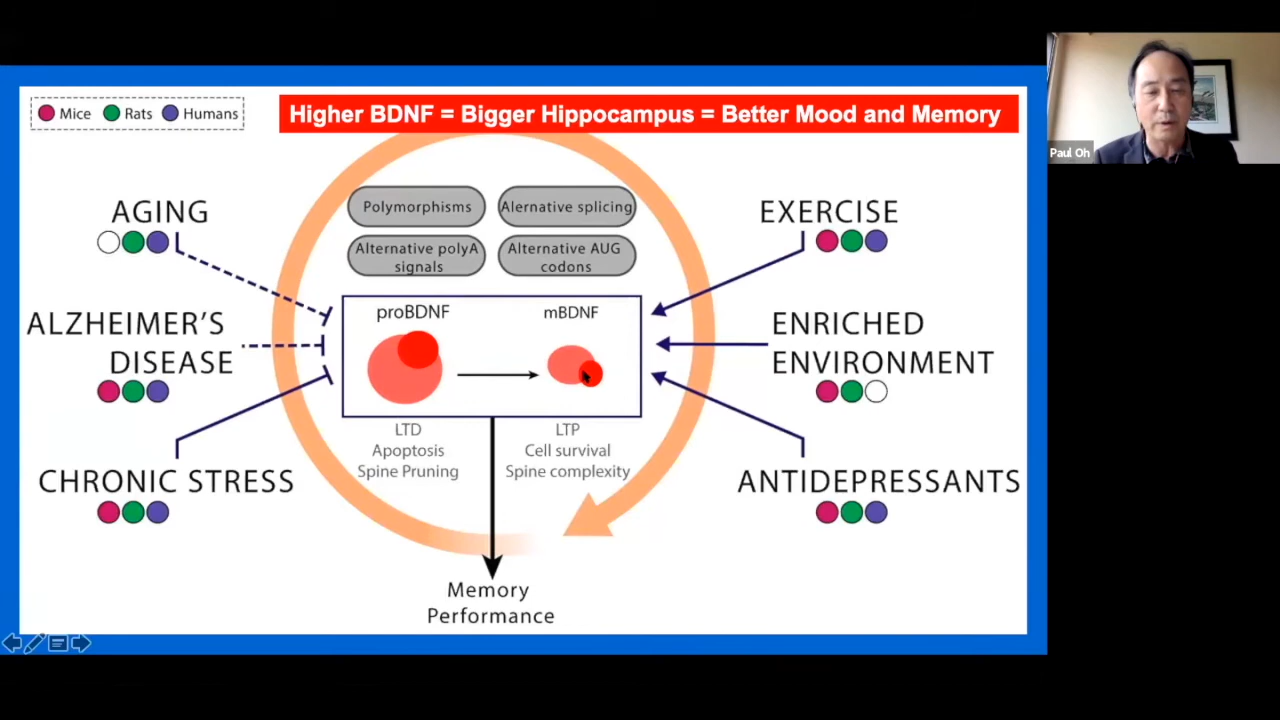 Mice
Rats
Humans
Higher BDNF = Bigger Hippocampus = Better Mood and Memory
Paul Oh
AGING
ALZHEIMER'S
DISEASE
CHRONIC STRESS
Polymorphisms
Alernative splicing
Alternative polyA
signals
Alternative AUG
codons
proBDNF
mBDNF
LTD
Apoptosis
Spine Pruning
LTP
Cell survival
Spine complexity
Memory
Performance
EXERCISE
ENRICHED
ENVIRONMENT
ANTIDEPRESSANTS